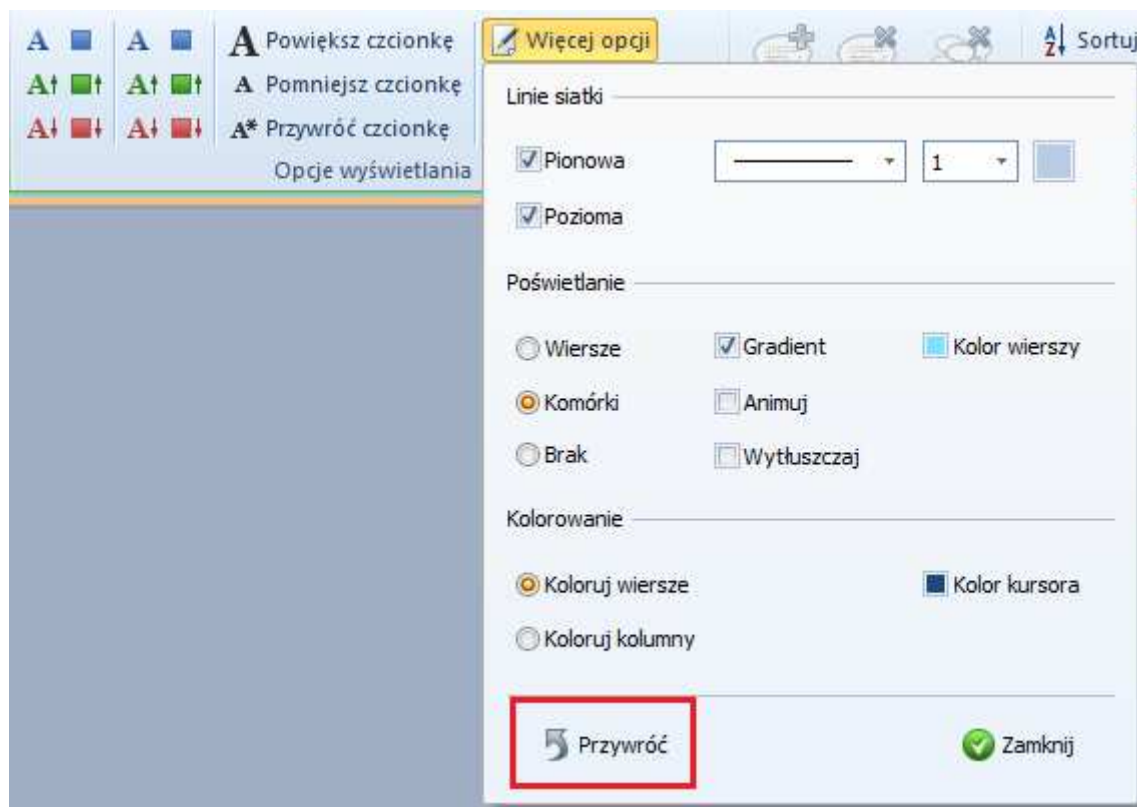 A A A Powiększ czcionkę Więcej opcji A Z Sortuj
A A A Pomniejsz czcionkę
A A A* Przywróć czcionkę
Opcje wyświetlania
Linie siatki
Pionowa 1
Pozioma
Poświetlanie
Wiersze Gradient Kolor wierszy
Komórki Animuj
Brak Wytłuszczaj
Kolorowanie
Koloruj wiersze Kolor kursora
Koloruj kolumny
Przywróć Zamknij